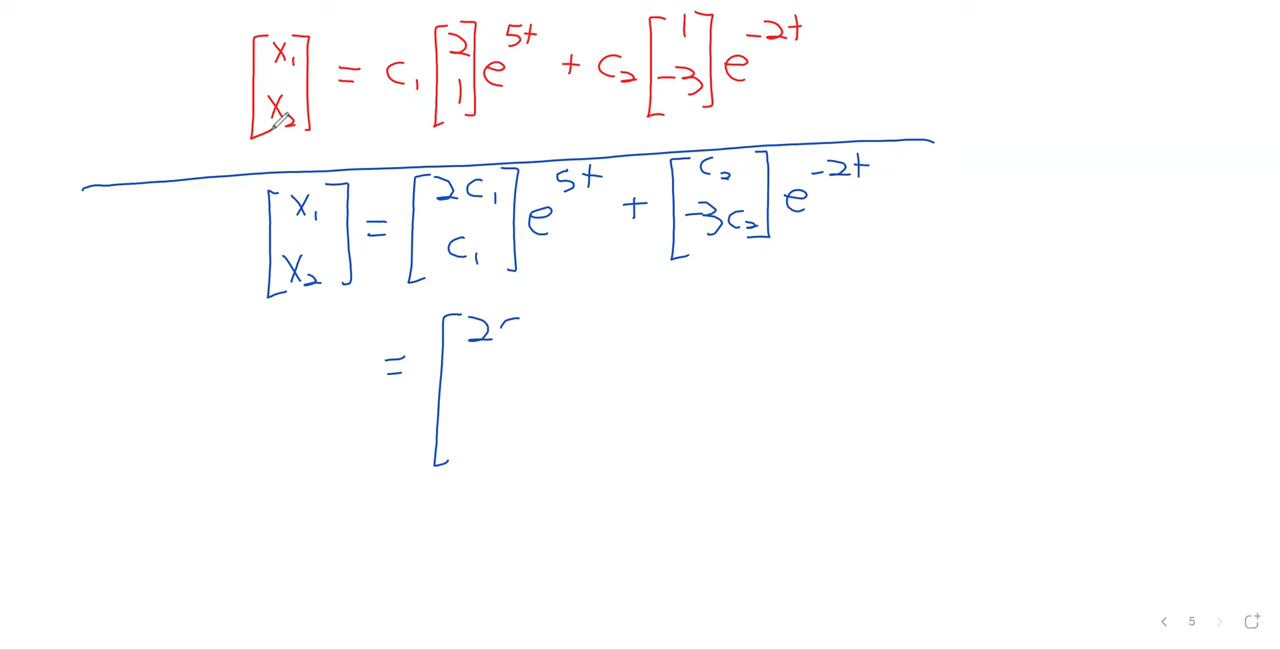 [x₁ x₂] = c₁ [2 1] e^{5t} + c₂ [1 -3] e^{-2t}
[x₁ x₂] = [2c₁ c₁] e^{5t} + [c₂ -3c₂] e^{-2t}
= [2
< 5 >